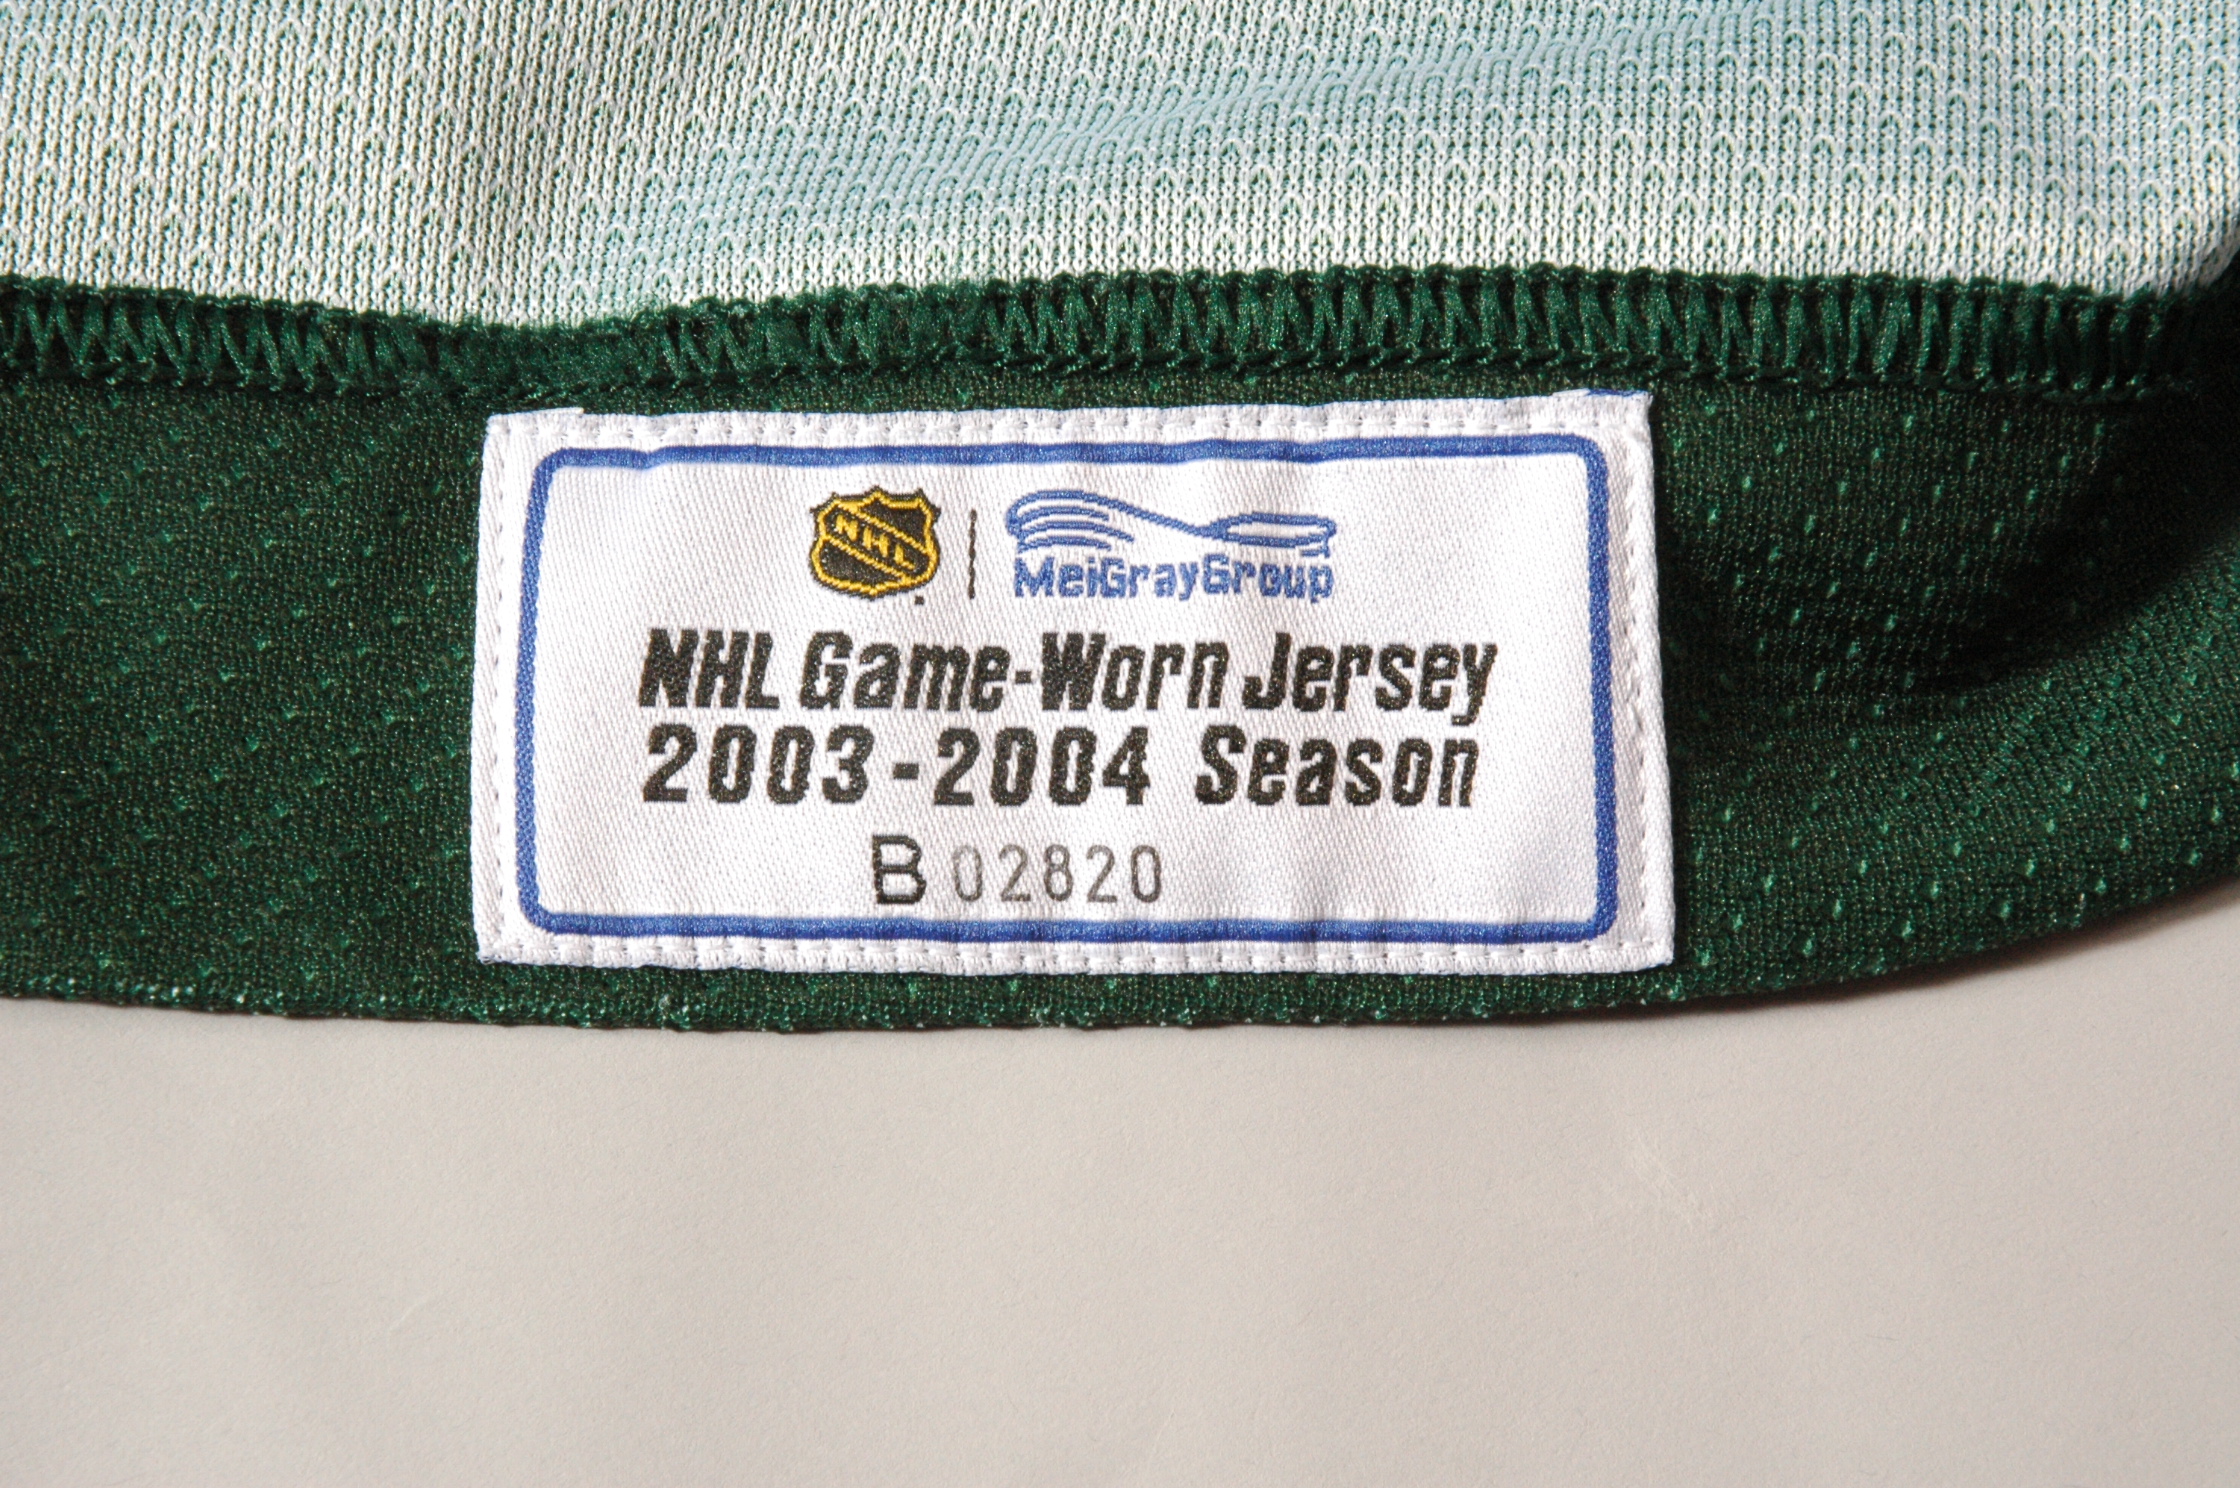 NHL MeiGrayGroup
NHL Game-Worn Jersey
2003-2004 Season
B 02820